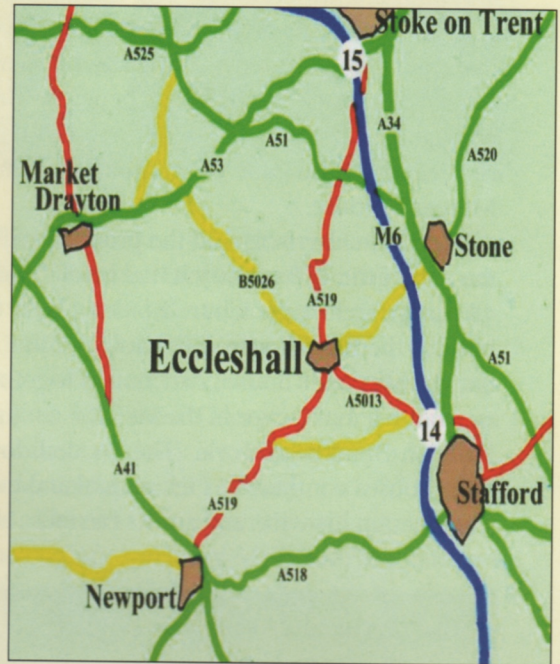 Stoke on Trent
15
A525
A34
A51
A520
A53
Market
Drayton
M6
Stone
B5026
A519
Eccleshall
A51
A5013
14
A41
Stafford
A519
A518
Newport